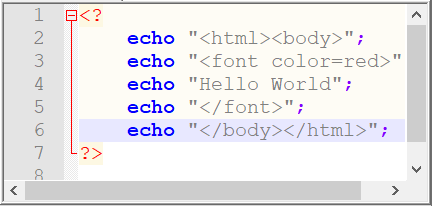 1 <?
2 echo "<html><body>";
3 echo "<font color=red>"
4 echo "Hello World";
5 echo "</font>";
6 echo "</body></html>";
7 ?>
8